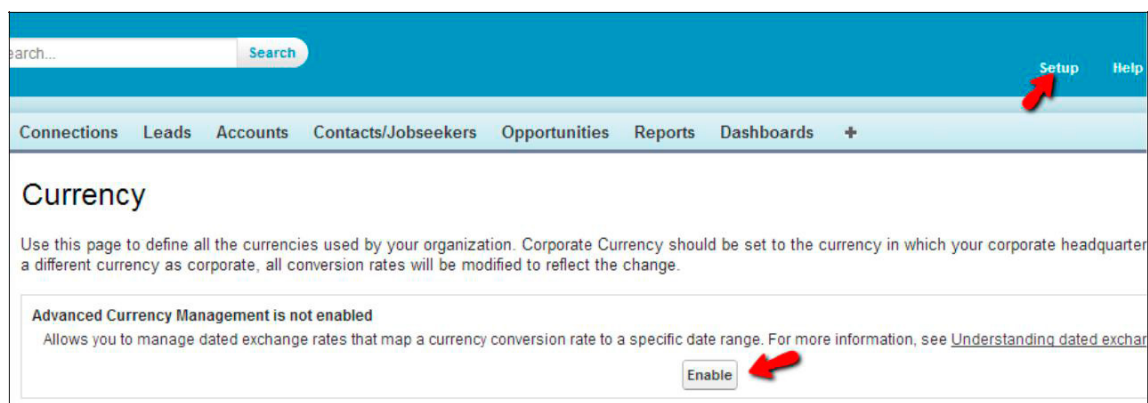 earch... Search
Setup Help
Connections Leads Accounts Contacts/Jobseekers Opportunities Reports Dashboards +
Currency
Use this page to define all the currencies used by your organization. Corporate Currency should be set to the currency in which your corporate headquarter
a different currency as corporate, all conversion rates will be modified to reflect the change.
Advanced Currency Management is not enabled
Allows you to manage dated exchange rates that map a currency conversion rate to a specific date range. For more information, see Understanding dated exchar
Enable